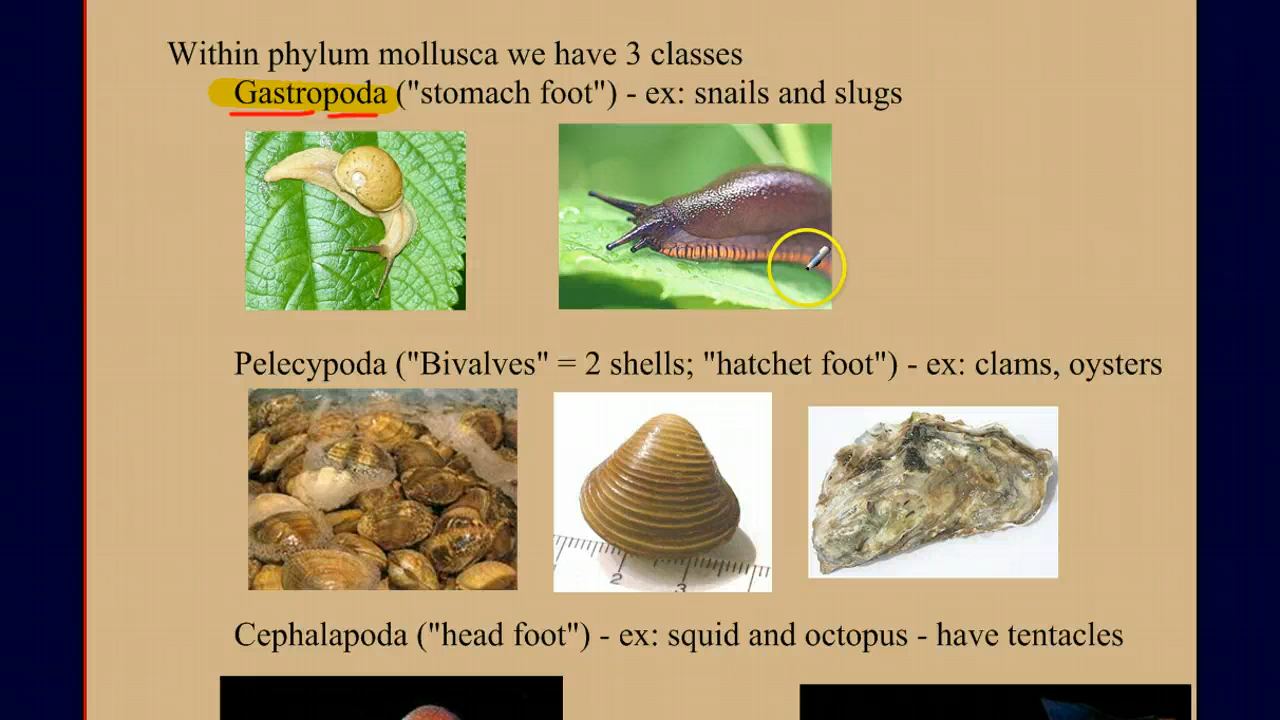 Within phylum mollusca we have 3 classes
Gastropoda ("stomach foot") - ex: snails and slugs
Pelecypoda ("Bivalves" = 2 shells; "hatchet foot") - ex: clams, oysters
2
3
Cephalapoda ("head foot") - ex: squid and octopus - have tentacles